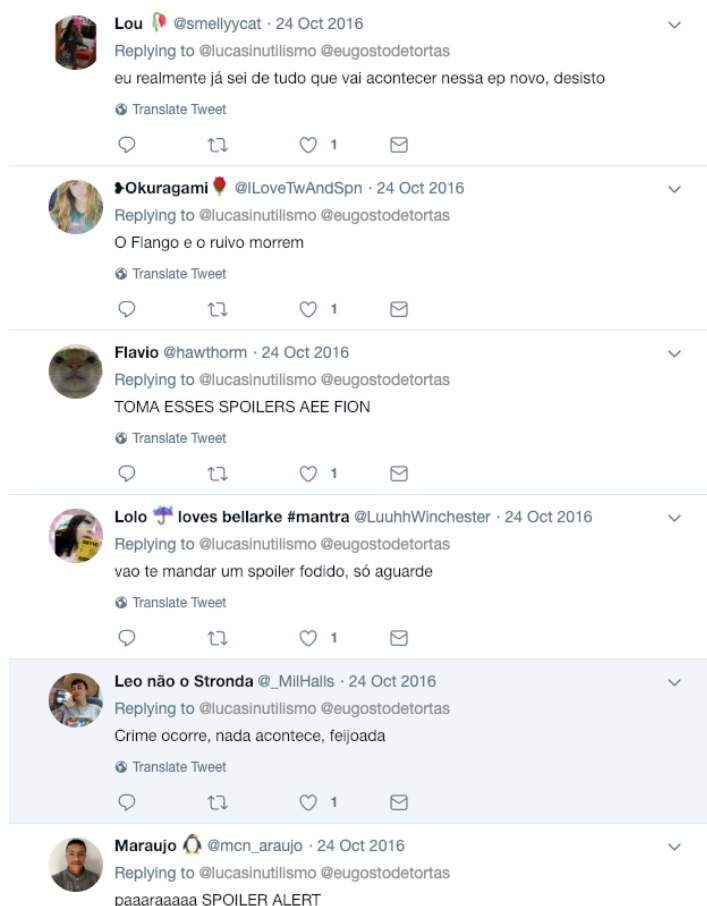 Lou @smellyycat · 24 Oct 2016
Replying to @lucasinutilismo @eugostodetortas
eu realmente já sei de tudo que vai acontecer nessa ep novo, desisto
Translate Tweet
1
❥Okuragami🌹 @ILoveTwAndSpn · 24 Oct 2016
Replying to @lucasinutilismo @eugostodetortas
O Flango e o ruivo morrem
Translate Tweet
1
Flavio @hawthorm · 24 Oct 2016
Replying to @lucasinutilismo @eugostodetortas
TOMA ESSES SPOILERS AEE FION
Translate Tweet
1
Lolo ☔ loves bellarke #mantra @LuuhhWinchester · 24 Oct 2016
Replying to @lucasinutilismo @eugostodetortas
vao te mandar um spoiler fodido, só aguarde
Translate Tweet
1
Leo não o Stronda @_MilHalls · 24 Oct 2016
Replying to @lucasinutilismo @eugostodetortas
Crime ocorre, nada acontece, feijoada
Translate Tweet
1
Maraujo 🐧 @mcn_araujo · 24 Oct 2016
Replying to @lucasinutilismo @eugostodetortas
paaaraaaaa SPOILER ALERT